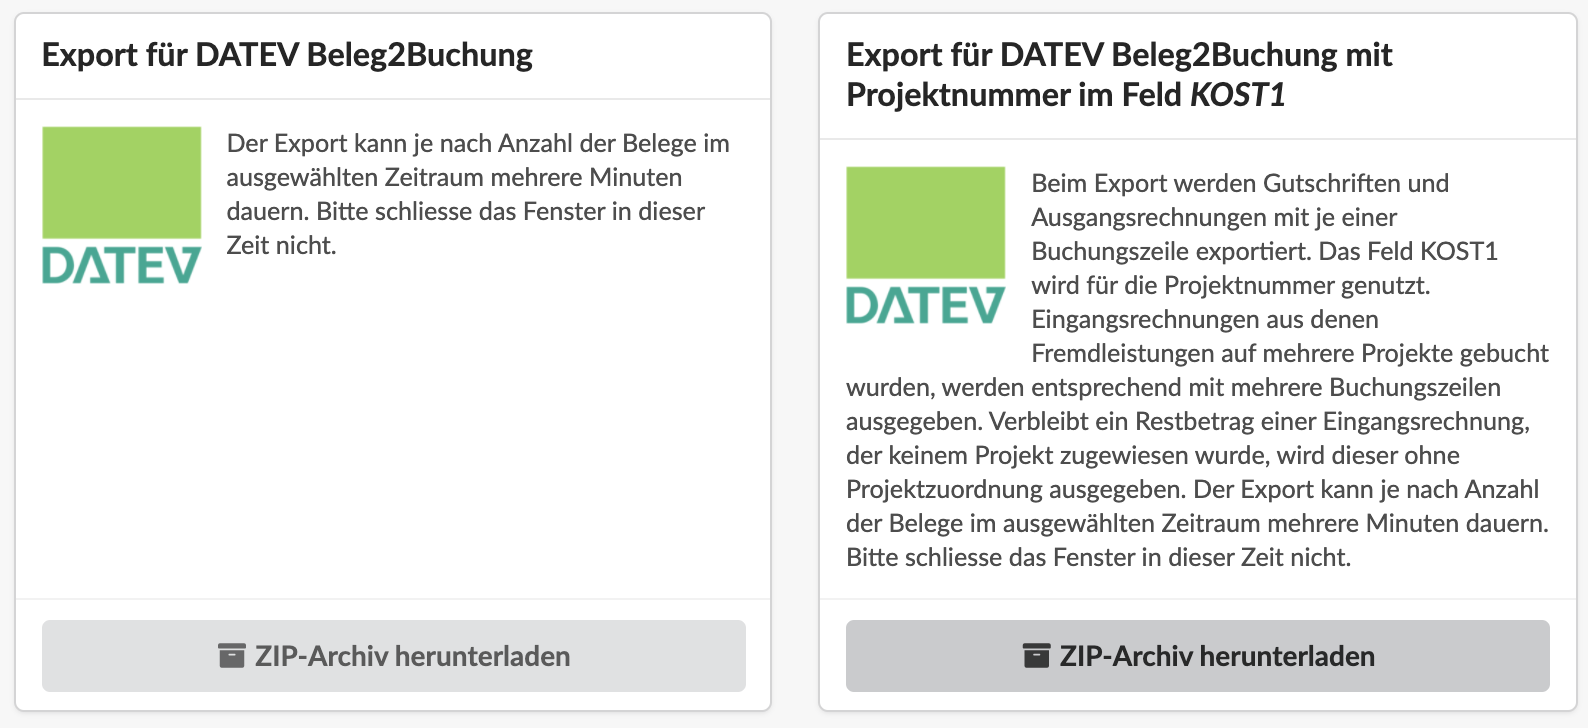 Export für DATEV Beleg2Buchung
DATEV
Der Export kann je nach Anzahl der Belege im
ausgewählten Zeitraum mehrere Minuten
dauern. Bitte schliesse das Fenster in dieser
Zeit nicht.
ZIP-Archiv herunterladen
Export für DATEV Beleg2Buchung mit
Projektnummer im Feld KOST1
DATEV
Beim Export werden Gutschriften und
Ausgangsrechnungen mit je einer
Buchungszeile exportiert. Das Feld KOST1
wird für die Projektnummer genutzt.
Eingangsrechnungen aus denen
Fremdleistungen auf mehrere Projekte gebucht
wurden, werden entsprechend mit mehrere Buchungszeilen
ausgegeben. Verbleibt ein Restbetrag einer Eingangsrechnung,
der keinem Projekt zugewiesen wurde, wird dieser ohne
Projektzuordnung ausgegeben. Der Export kann je nach Anzahl
der Belege im ausgewählten Zeitraum mehrere Minuten dauern.
Bitte schliesse das Fenster in dieser Zeit nicht.
ZIP-Archiv herunterladen